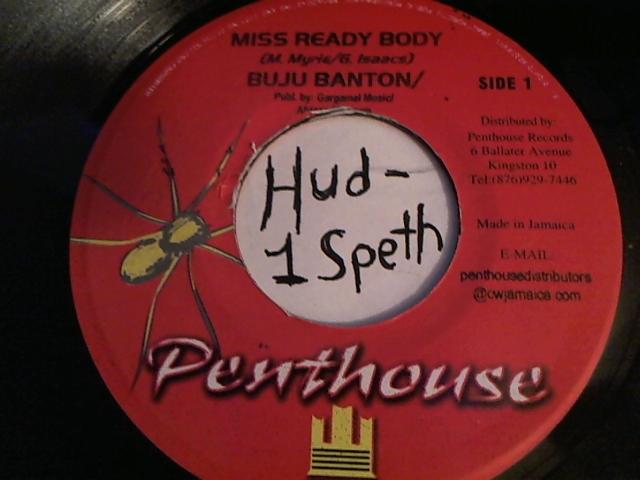 MISS READY BODY
(M. Myrie/G. Isaacs)
BUJU BANTON/
Publ. by: Gargamel Music/
SIDE 1
Distributed by:
Penthouse Records
6 Ballater Avenue
Kingston 10
Tel:(876)929-7446
Made in Jamaica
E-MAIL:
penthousedistributors
@cwjamaica.com
Hud-
1 Speth
Penthouse